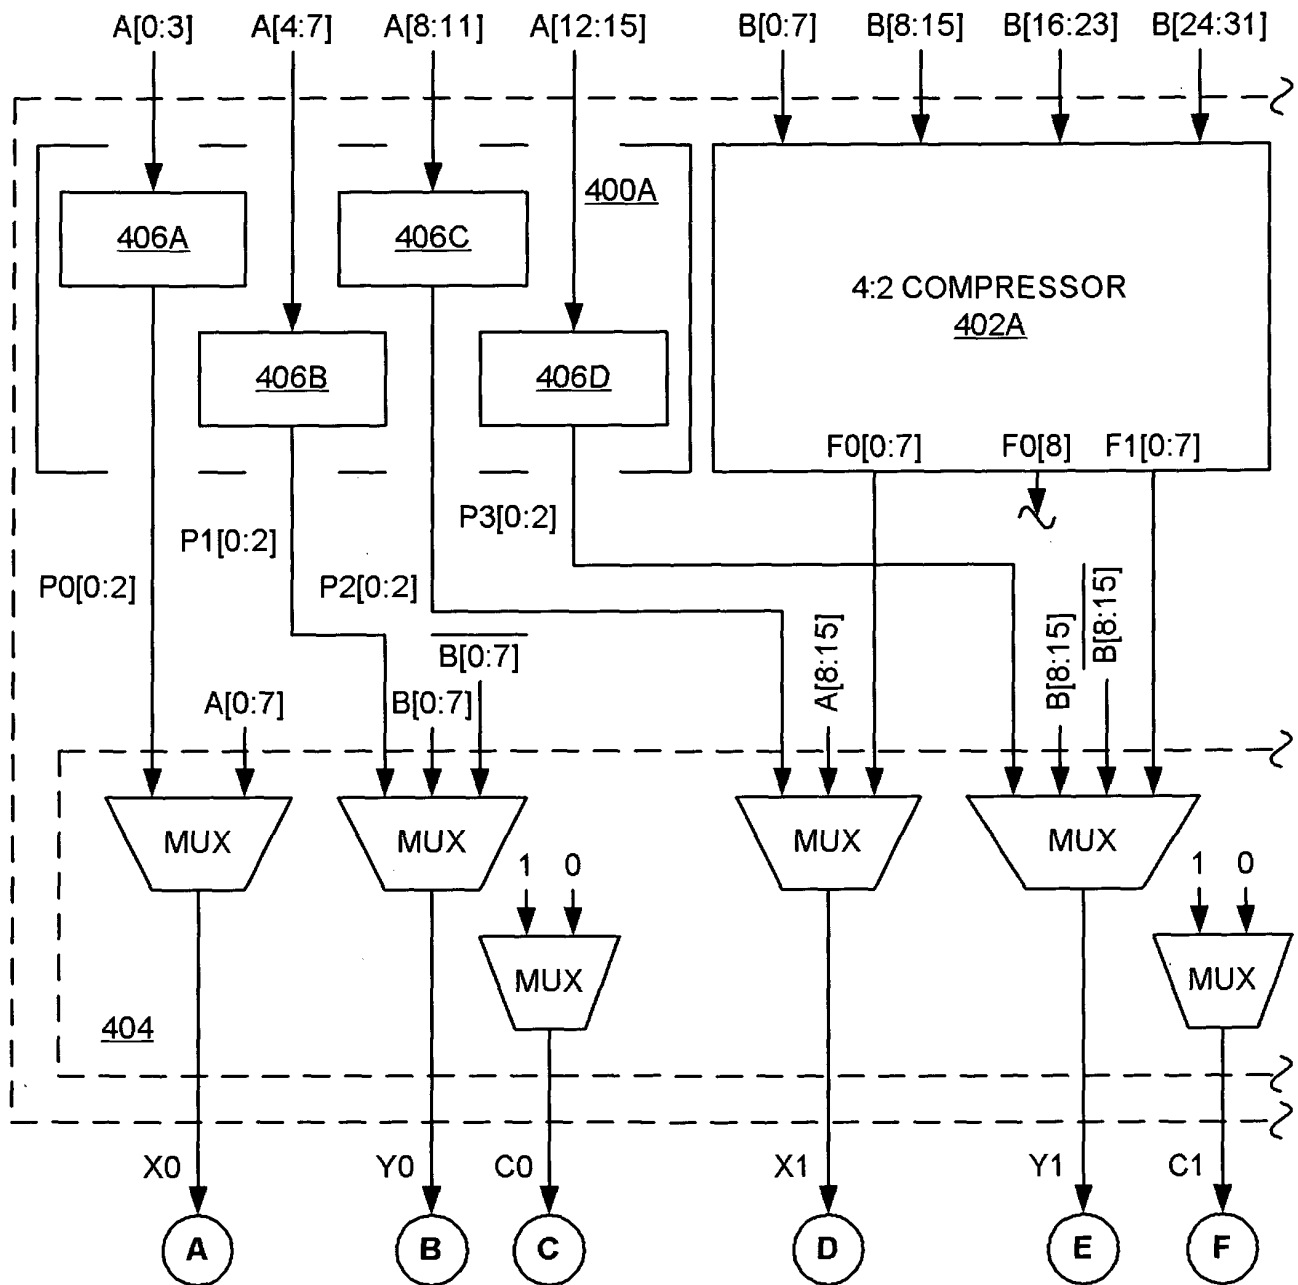 A[0:3] A[4:7] A[8:11] A[12:15] B[0:7] B[8:15] B[16:23] B[24:31]
400A
406A 406C
4:2 COMPRESSOR
402A
406B 406D
F0[0:7] F0[8] F1[0:7]
P3[0:2]
P1[0:2]
P0[0:2] P2[0:2]
B[0:7]
A[8:15] B[8:15] B[8:15]
A[0:7] B[0:7]
MUX MUX MUX MUX
1 0 1 0
MUX MUX
404
X0 Y0 C0 X1 Y1 C1
A B C D E F